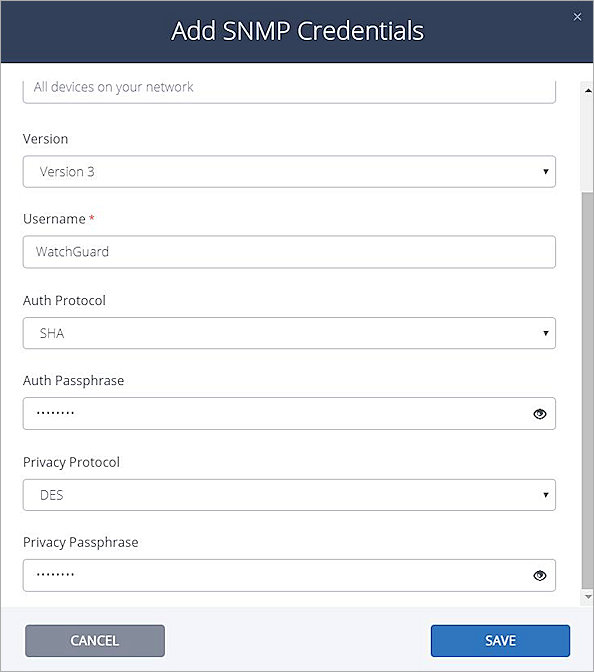 Add SNMP Credentials
All devices on your network
Version
Version 3
Username *
WatchGuard
Auth Protocol
SHA
Auth Passphrase
••••••••
Privacy Protocol
DES
Privacy Passphrase
••••••••
CANCEL SAVE